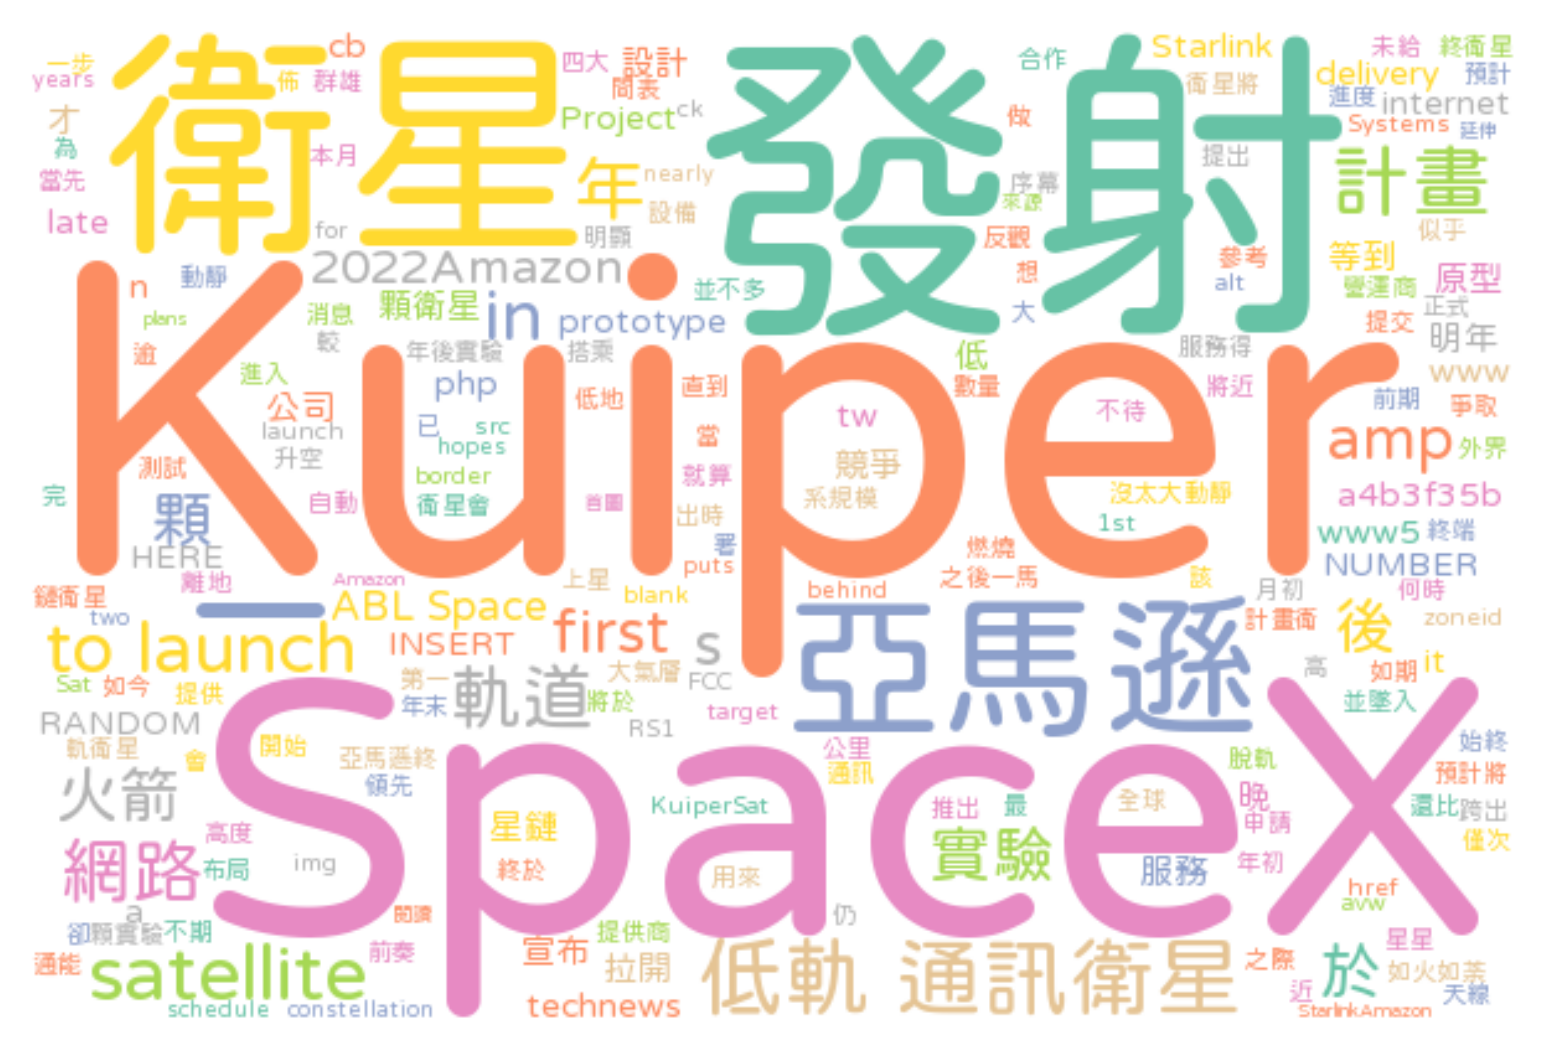 一步 cb 四大 設計 合作 Starlink 未給 終衛星
years 衛星 佈 群雄 間表 發射 衛星將 delivery 預計
才 Project ck 做 進度 internet
為 本月 年 nearly 提出 Systems 延伸
當先 設備 序幕 來源 計畫
late for 明顯 反觀 似乎
n 動靜 2022Amazon 並不多 想 參考 等到 原型
plans 消息 顆衛星 in prototype 大 alt 營運商 正式
逾 較 年後實驗 搭乘 低 服務得 提交 明年
Kuiper
進入 php 低地 直到 數量 將近 www
公司 已 src tw 不待 前期 爭取
launch hopes 當 amp 外界
測試 升空 border 就算 競爭
完 顆 自動 衛星會 首圖 出時 系規模 沒太大動靜 a4b3f35b
HERE 署 1st www5 終端
離地 Amazon 上星 puts 燃燒 之後一馬 該 NUMBER
鏈衛星 一 ABL Space blank behind 月初 何時
two to launch INSERT first s 亞馬遜 計畫衛 後 zoneid
Sat 如今 提供 第一 軌道 大氣層 FCC 高 如期 it
RANDOM 年末 將於 RS1 target 並墜入
SpaceX
軌衛星 會 開始 亞馬遜終 公里 脫軌 始終
火箭 領先 通訊 預計將
高度 星鏈 KuiperSat 推出 最 全球 晚 申請 還比 跨出
網路 布局 img 終於 用來 實驗 服務 年初 僅次
a 閱讀 仍 href avw
卻 顆實驗 不期 前奏 宣布 提供商 星星
通能 satellite 拉開 低軌 通訊衛星 之際 於 如火如荼
schedule constellation technews 近 天線
StarlinkAmazon